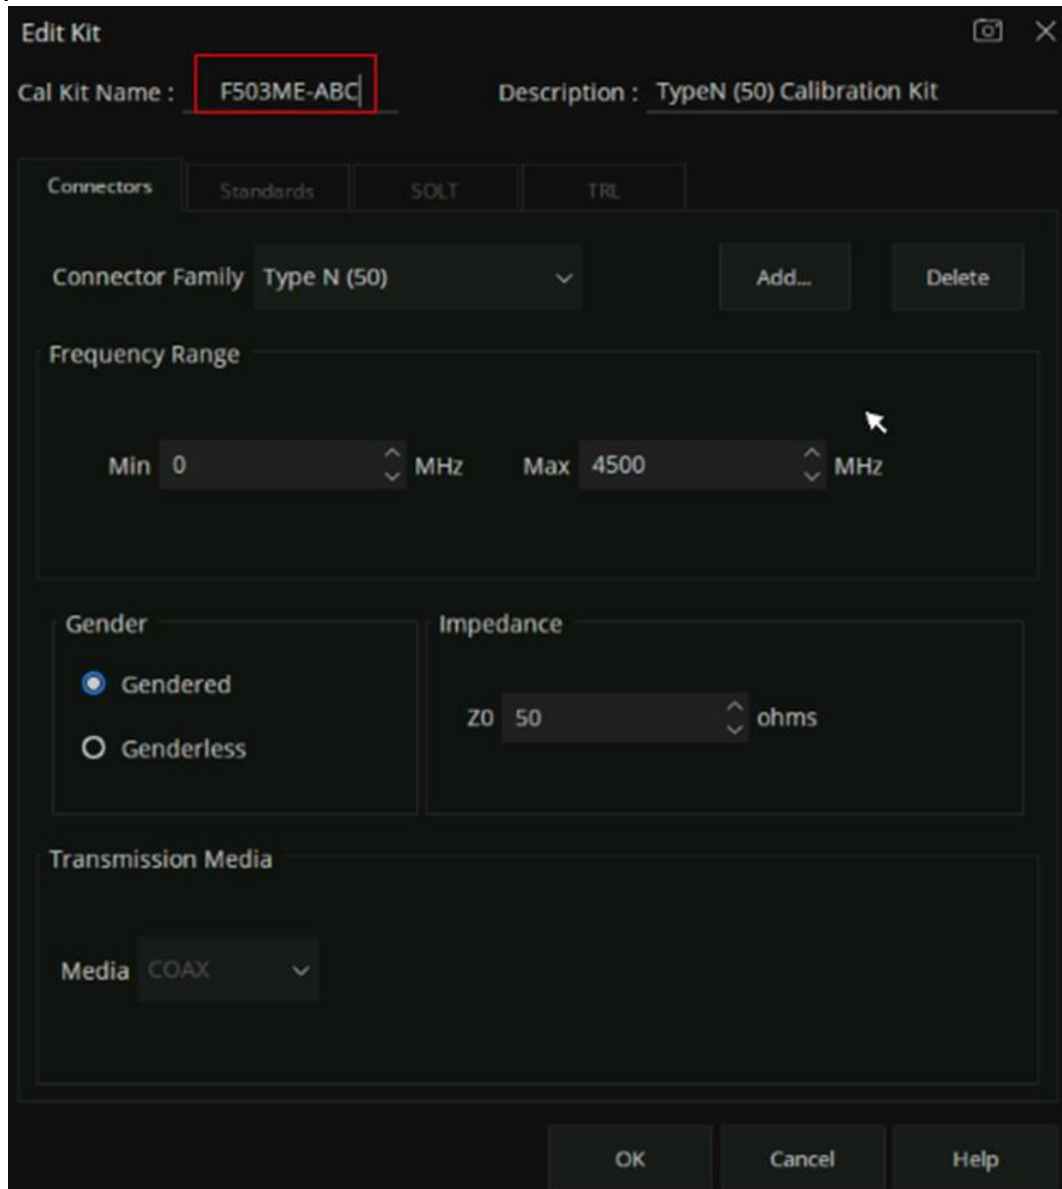 Edit Kit
Cal Kit Name : F503ME-ABC Description : TypeN (50) Calibration Kit
Connectors Standards SOLT TRL
Connector Family Type N (50) Add... Delete
Frequency Range
Min 0 MHz Max 4500 MHz
Gender Impedance
Gendered
Z0 50 ohms
Genderless
Transmission Media
Media COAX
OK Cancel Help